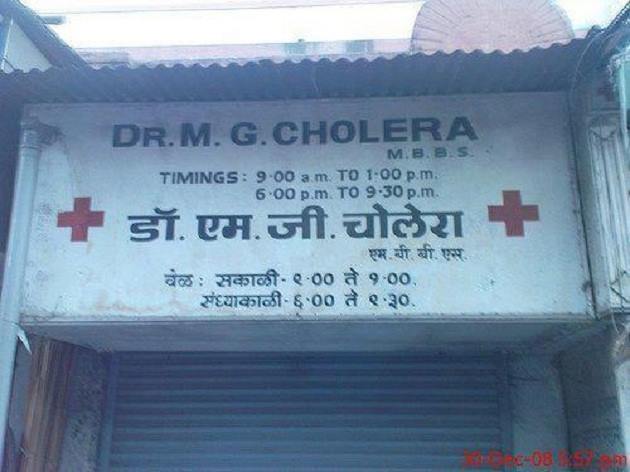 DR. M. G. CHOLERA
M.B.B.S.
TIMINGS : 9·00 a.m. TO 1·00 p.m.
6·00 p.m. TO 9·30 p.m.
डॉ. एम. जी. चोलेरा
एम. बी. बी. एस.
वेळ : सकाळी - ९·०० ते १·००.
संध्याकाळी - ६·०० ते ९·३०.
30-Dec-08 5:57 am